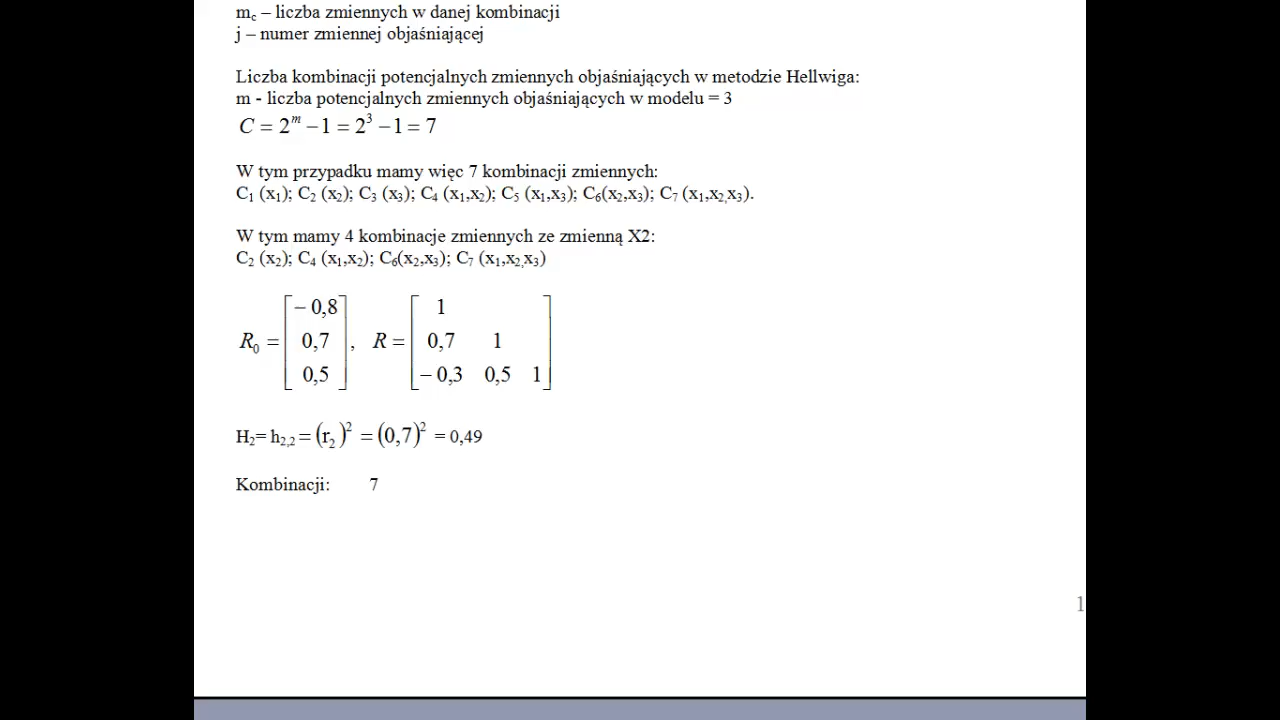 m_c – liczba zmiennych w danej kombinacji
j – numer zmiennej objaśniającej
Liczba kombinacji potencjalnych zmiennych objaśniających w metodzie Hellwiga:
m - liczba potencjalnych zmiennych objaśniających w modelu = 3
C = 2^m − 1 = 2^3 − 1 = 7
W tym przypadku mamy więc 7 kombinacji zmiennych:
C₁ (x₁); C₂ (x₂); C₃ (x₃); C₄ (x₁,x₂); C₅ (x₁,x₃); C₆(x₂,x₃); C₇ (x₁,x₂,x₃).
W tym mamy 4 kombinacje zmiennych ze zmienną X2:
C₂ (x₂); C₄ (x₁,x₂); C₆(x₂,x₃); C₇ (x₁,x₂,x₃)
R₀ = [− 0,8 0,7 0,5], R = [1
0,7 1
− 0,3 0,5 1]
H₂= h₂,₂ = (r₂)² = (0,7)² = 0,49
Kombinacji: 7
1